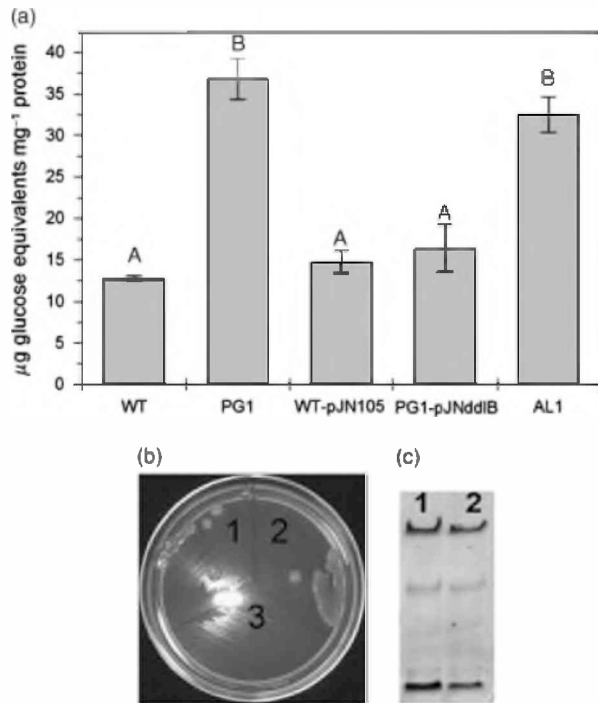 (a)
μg glucose equivalents mg⁻¹ protein
40
35
30
25
20
15
10
5
0
A
B
A
A
B
WT
PG1
WT-pJN105
PG1-pJNddlB
AL1
(b)
(c)
1
2
3
1
2